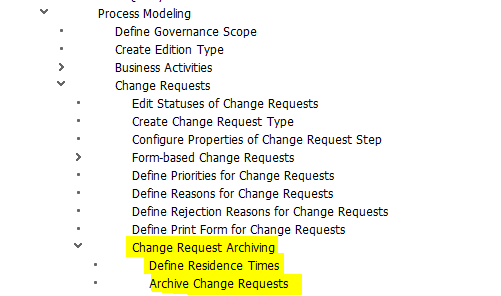 Process Modeling
Define Governance Scope
Create Edition Type
Business Activities
Change Requests
Edit Statuses of Change Requests
Create Change Request Type
Configure Properties of Change Request Step
Form-based Change Requests
Define Priorities for Change Requests
Define Reasons for Change Requests
Define Rejection Reasons for Change Requests
Define Print Form for Change Requests
Change Request Archiving
Define Residence Times
Archive Change Requests